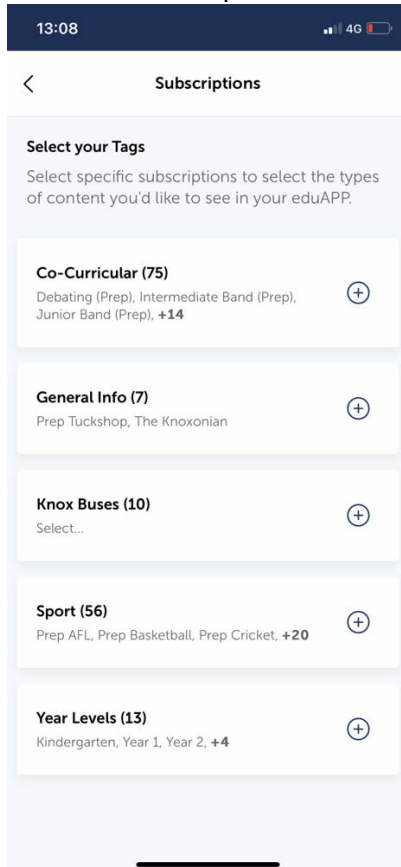 13:08
4G
Subscriptions
Select your Tags
Select specific subscriptions to select the types
of content you'd like to see in your eduAPP.
Co-Curricular (75)
Debating (Prep), Intermediate Band (Prep),
Junior Band (Prep), +14
General Info (7)
Prep Tuckshop, The Knoxonian
Knox Buses (10)
Select...
Sport (56)
Prep AFL, Prep Basketball, Prep Cricket, +20
Year Levels (13)
Kindergarten, Year 1, Year 2, +4